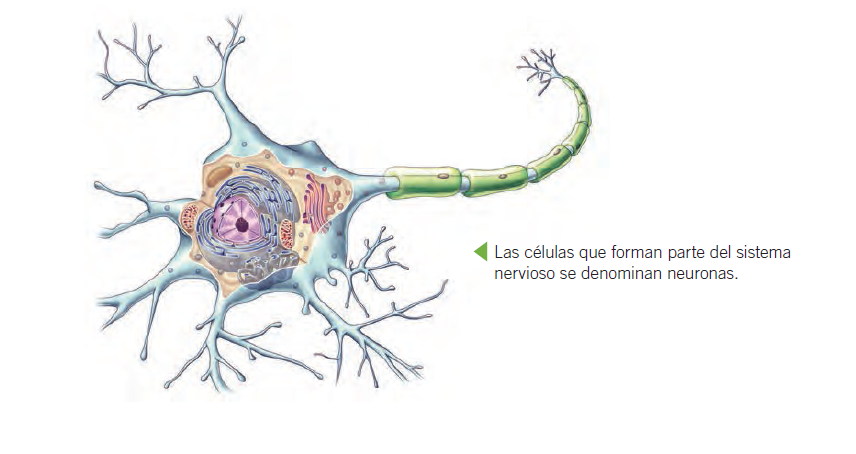 Las células que forman parte del sistema
nervioso se denominan neuronas.